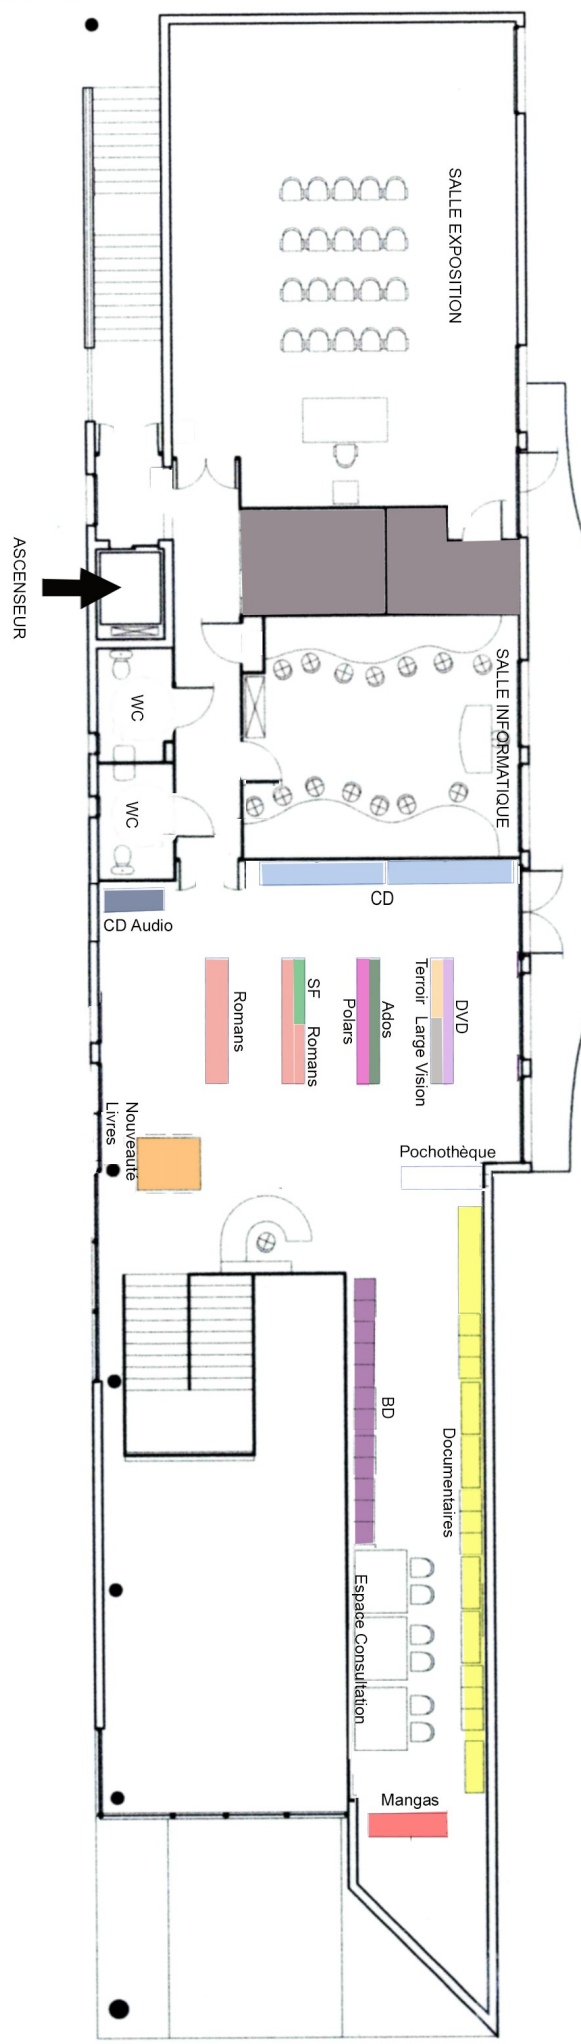 SALLE EXPOSITION
ASCENSEUR
WC
SALLE INFORMATIQUE
WC
CD
CD Audio
Romans
SF
Romans
Ados
Polars
DVD
Terroir
Large Vision
Nouveauté
Livres
Pochothèque
BD
Documentaires
Espace Consultation
Mangas